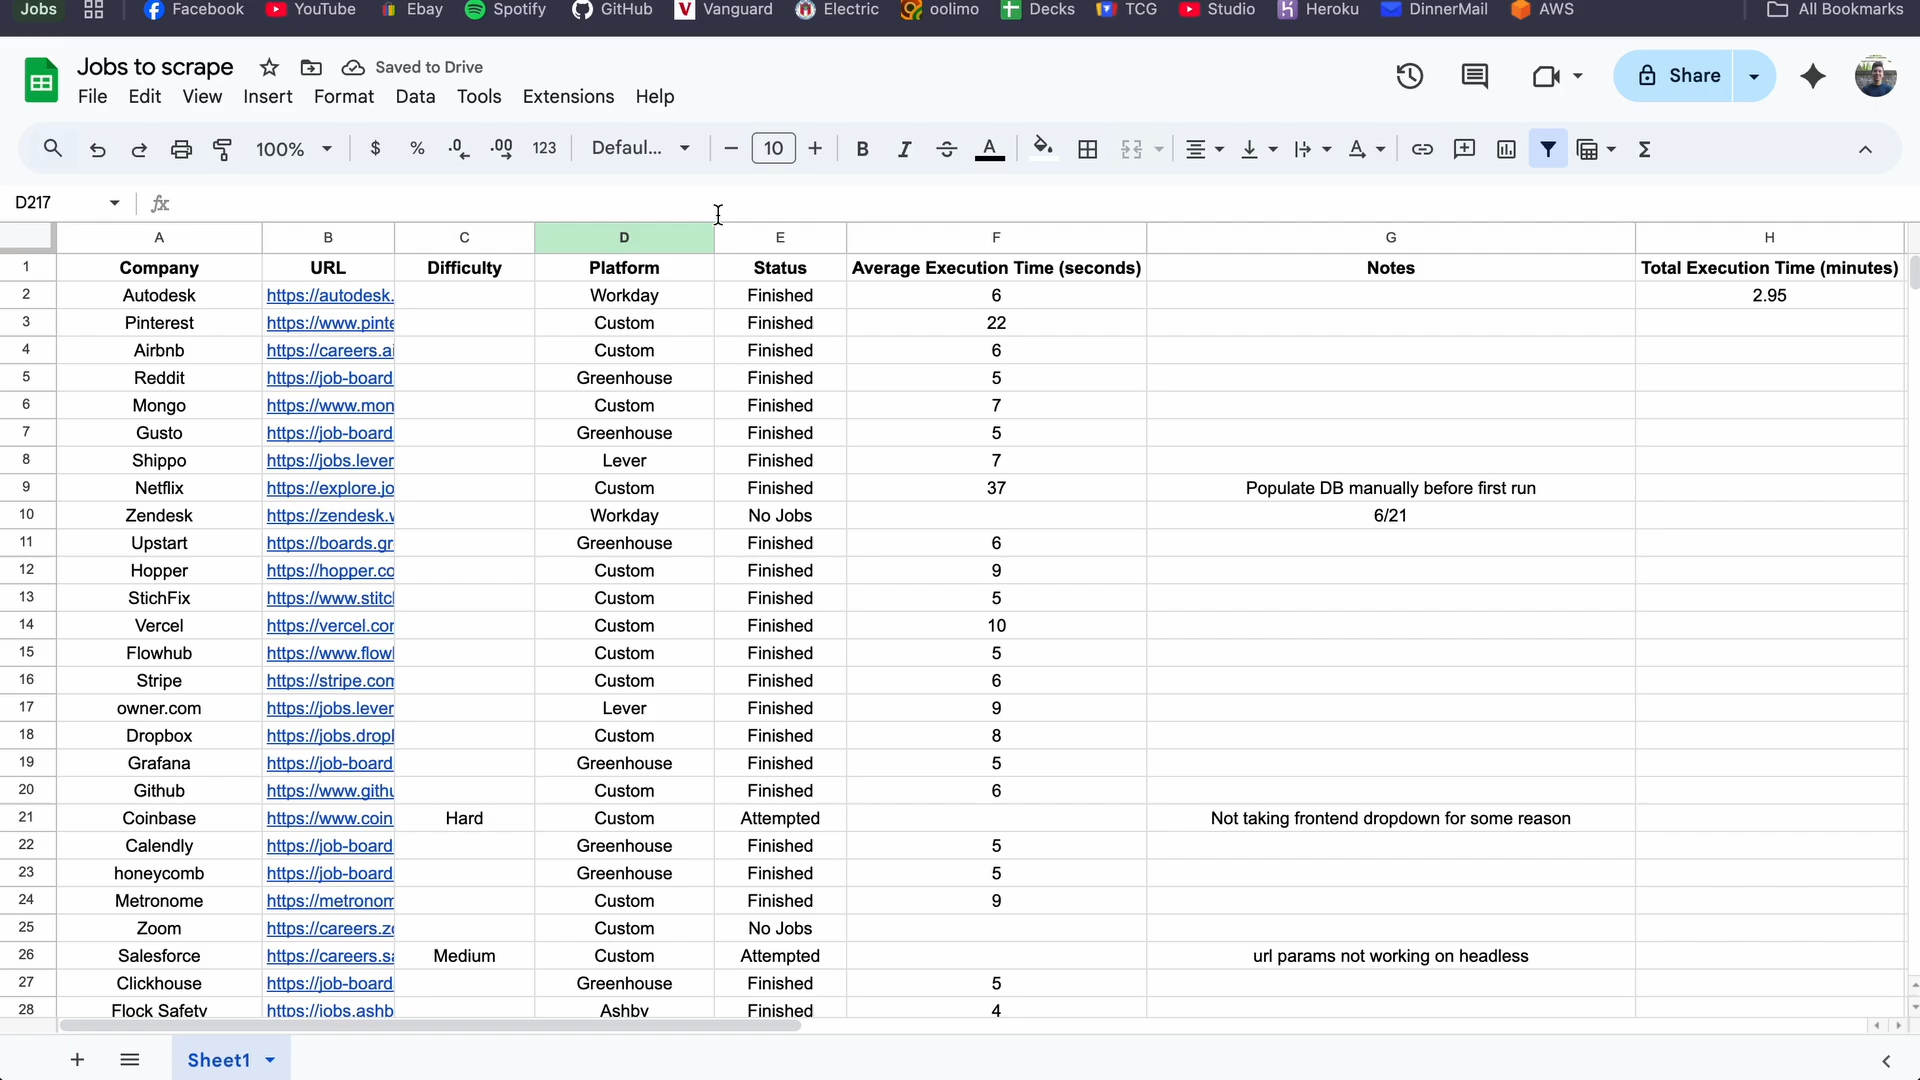 Jobs Facebook YouTube Ebay Spotify GitHub Vanguard Electric oolimo Decks TCG Studio Heroku DinnerMail AWS All Bookmarks
Jobs to scrape Saved to Drive
File Edit View Insert Format Data Tools Extensions Help
Share
100% $ % .0 .00 123 Defaul... 10 B I A
D217 fx
A B C D E F G H
1 Company URL Difficulty Platform Status Average Execution Time (seconds) Notes Total Execution Time (minutes)
2 Autodesk https://autodesk. Workday Finished 6 2.95
3 Pinterest https://www.pinte Custom Finished 22
4 Airbnb https://careers.ai Custom Finished 6
5 Reddit https://job-board Greenhouse Finished 5
6 Mongo https://www.mon Custom Finished 7
7 Gusto https://job-board Greenhouse Finished 5
8 Shippo https://jobs.lever Lever Finished 7
9 Netflix https://explore.jo Custom Finished 37 Populate DB manually before first run
10 Zendesk https://zendesk.v Workday No Jobs 6/21
11 Upstart https://boards.gr Greenhouse Finished 6
12 Hopper https://hopper.co Custom Finished 9
13 StichFix https://www.stitc Custom Finished 5
14 Vercel https://vercel.cor Custom Finished 10
15 Flowhub https://www.flow Custom Finished 5
16 Stripe https://stripe.com Custom Finished 6
17 owner.com https://jobs.lever Lever Finished 9
18 Dropbox https://jobs.drop Custom Finished 8
19 Grafana https://job-board Greenhouse Finished 5
20 Github https://www.githu Custom Finished 6
21 Coinbase https://www.coin Hard Custom Attempted Not taking frontend dropdown for some reason
22 Calendly https://job-board Greenhouse Finished 5
23 honeycomb https://job-board Greenhouse Finished 5
24 Metronome https://metronom Custom Finished 9
25 Zoom https://careers.zo Custom No Jobs
26 Salesforce https://careers.sa Medium Custom Attempted url params not working on headless
27 Clickhouse https://job-board Greenhouse Finished 5
28 Flock Safety https://jobs.ashb Ashby Finished 4
Sheet1